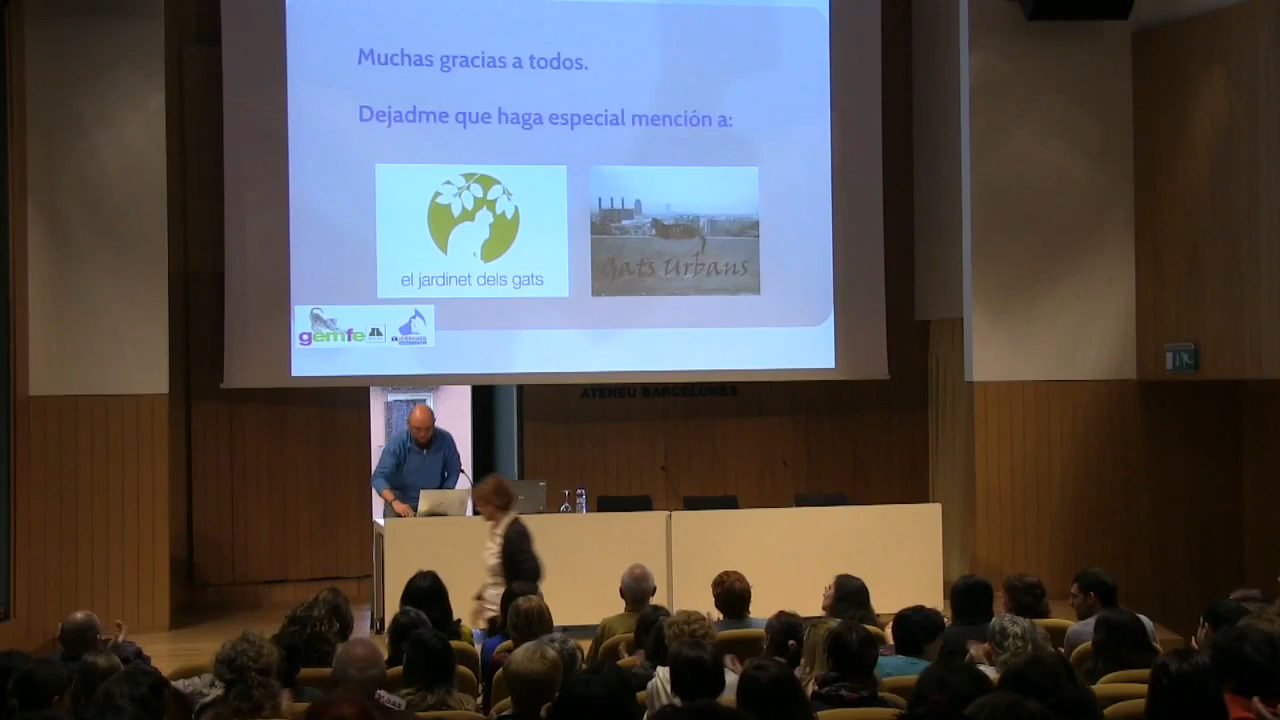 Muchas gracias a todos.
Dejadme que haga especial mención a:
el jardinet dels gats
Gats Urbans
gemfe
ATENEU BARCELONÈS